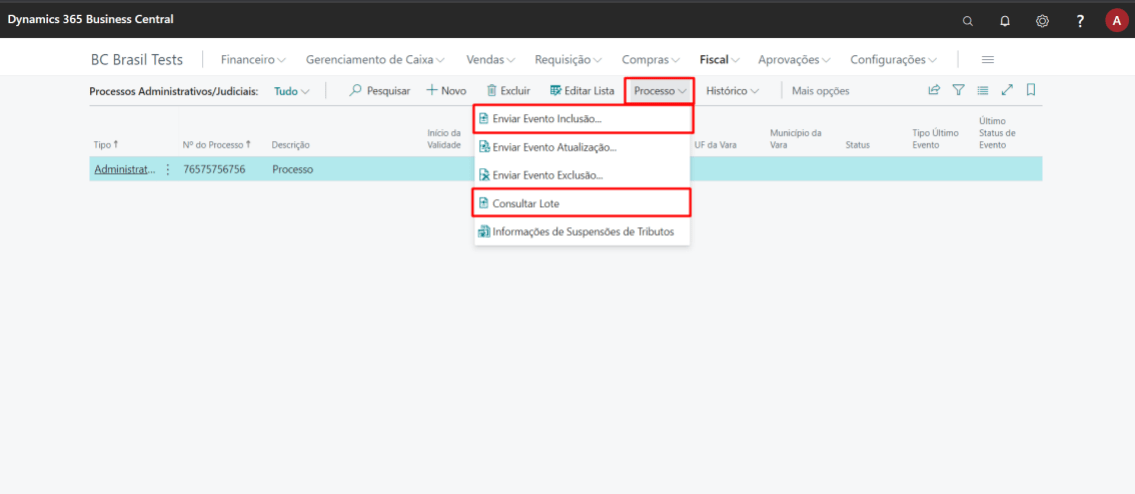 Dynamics 365 Business Central
?
A
BC Brasil Tests
Financeiro
Gerenciamento de Caixa
Vendas
Requisição
Compras
Fiscal
Aprovações
Configurações
Processos Administrativos/Judiciais:
Tudo
Pesquisar
Novo
Excluir
Editar Lista
Processo
Histórico
Mais opções
Enviar Evento Inclusão...
Enviar Evento Atualização...
Enviar Evento Exclusão...
Consultar Lote
Informações de Suspensões de Tributos
Tipo ↑
Nº do Processo ↑
Descrição
Início da
Validade
UF da Vara
Município da
Vara
Status
Tipo Último
Evento
Último
Status de
Evento
Administrat...
76575756756
Processo